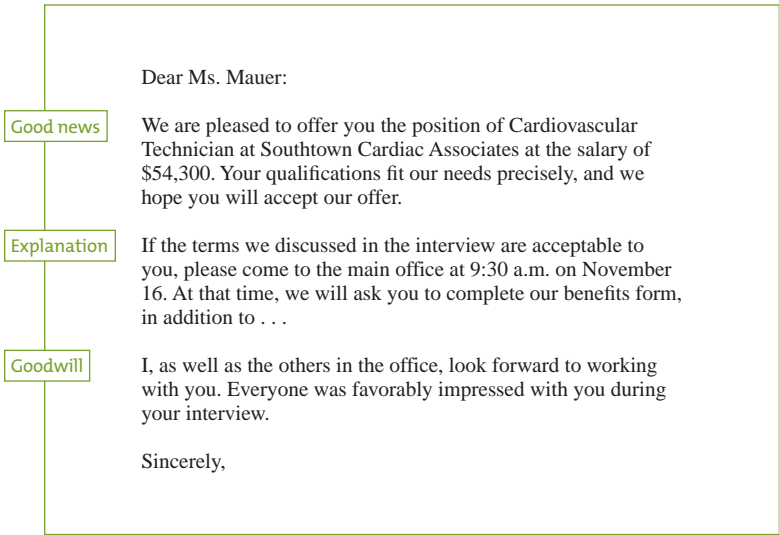 Dear Ms. Mauer:
Good news
We are pleased to offer you the position of Cardiovascular
Technician at Southtown Cardiac Associates at the salary of
$54,300. Your qualifications fit our needs precisely, and we
hope you will accept our offer.
Explanation
If the terms we discussed in the interview are acceptable to
you, please come to the main office at 9:30 a.m. on November
16. At that time, we will ask you to complete our benefits form,
in addition to . . .
Goodwill
I, as well as the others in the office, look forward to working
with you. Everyone was favorably impressed with you during
your interview.
Sincerely,